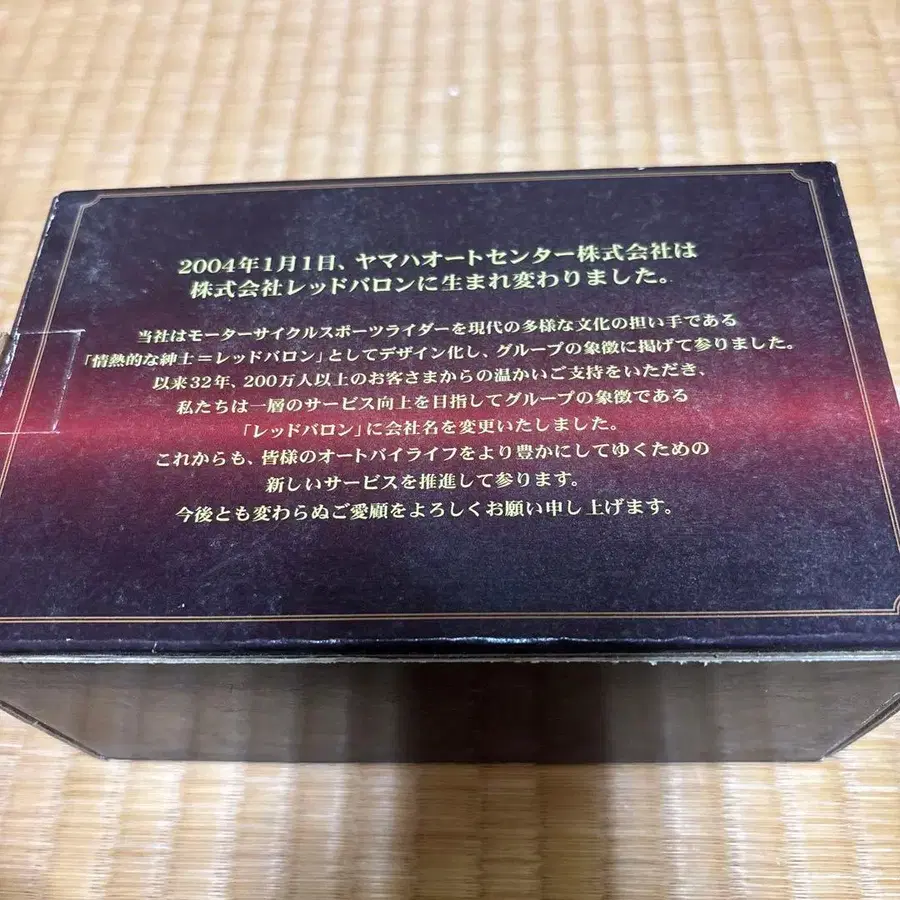 2004年1月1日、ヤマハオートセンター株式会社は
株式会社レッドバロンに生まれ変わりました。
当社はモーターサイクルスポーツライダーを現代の多様な文化の担い手である
「情熱的な紳士=レッドバロン」としてデザイン化し、グループの象徴に掲げて参りました。
以来32年、200万人以上のお客さまからの温かいご支持をいただき、
私たちは一層のサービス向上を目指してグループの象徴である
「レッドバロン」に会社名を変更いたしました。
これからも、皆様のオートバイライフをより豊かにしてゆくための
新しいサービスを推進して参ります。
今後とも変わらぬご愛顧をよろしくお願い申し上げます。